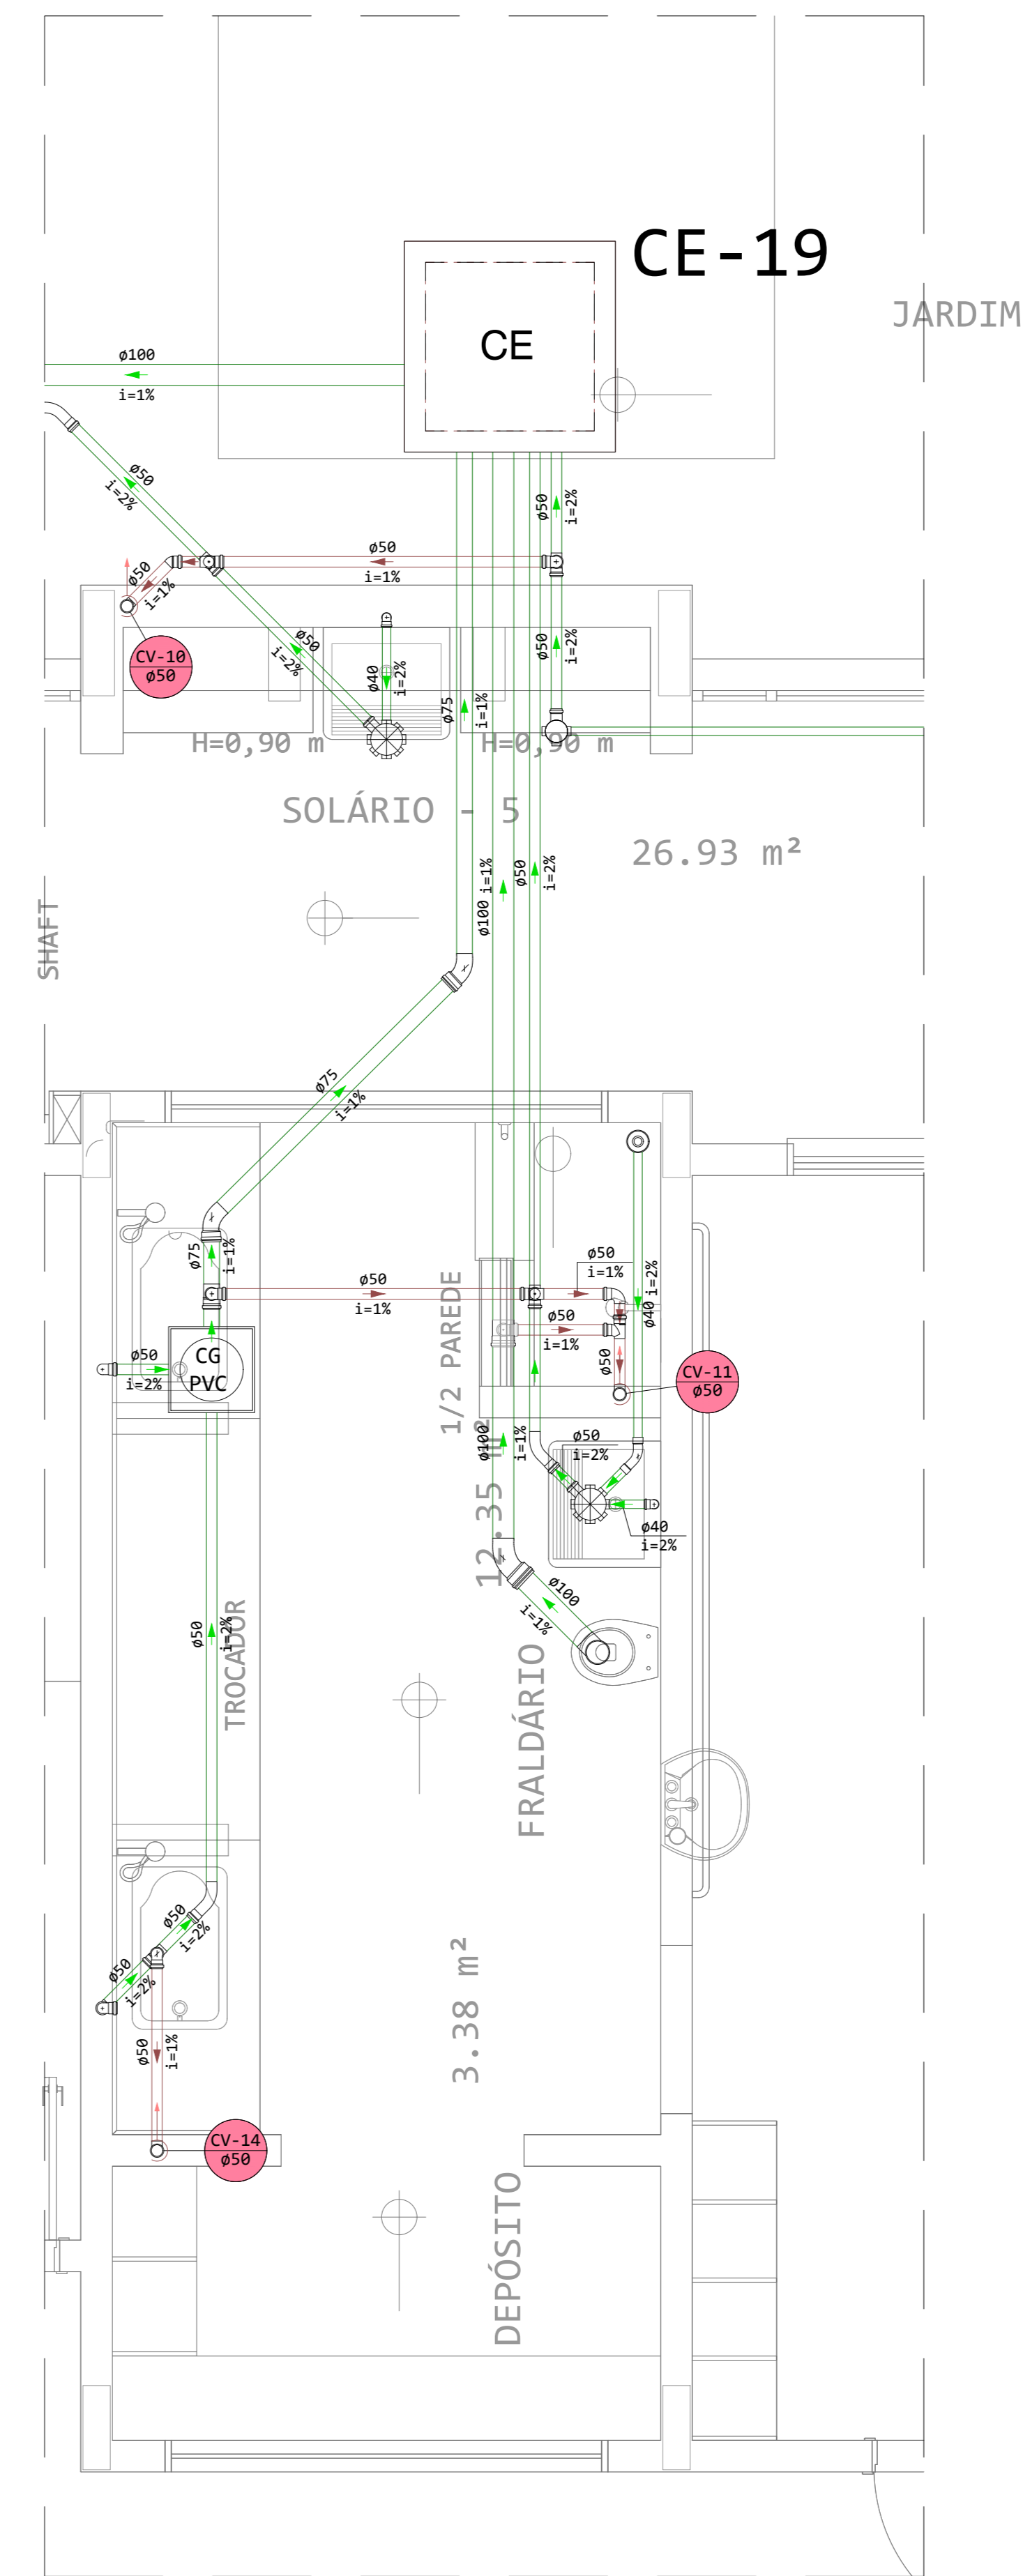 CE-19
JARDIM
CE
ø100
i=1%
ø50
i=2%
ø50
i=2%
ø50
i=1%
ø50
i=1%
CV-10
ø50
ø50
i=2%
ø40
i=2%
ø50
i=2%
ø75
i=1%
H=0,90 m
H=0,90 m
SOLÁRIO - 5
26.93 m²
ø100
i=1%
ø50
i=2%
SHAFT
ø75
i=1%
ø75
i=1%
ø50
i=1%
ø50
i=1%
i=2%
ø40
ø50
i=1%
ø50
CV-11
ø50
1/2 PAREDE
CG
PVC
ø50
i=2%
ø100
i=1%
ø50
i=2%
12.35 m²
ø40
i=2%
ø100
i=1%
ø50
i=2%
TROCADOR
FRALDÁRIO
ø50
i=2%
ø50
i=2%
3.38 m²
ø50
i=1%
CV-14
ø50
DEPÓSITO